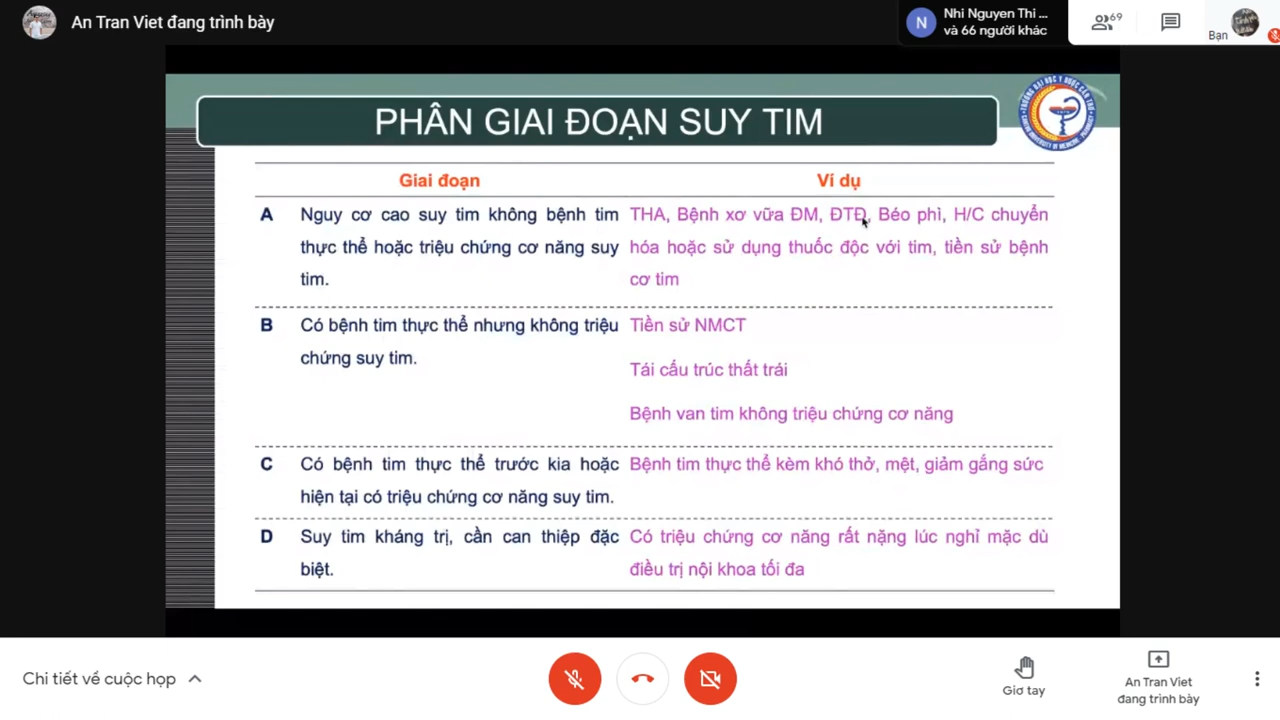 An Tran Viet đang trình bày
N
Nhi Nguyen Thi ...
và 66 người khác
69
Bạn
PHÂN GIAI ĐOẠN SUY TIM
TRƯỜNG ĐẠI HỌC Y DƯỢC CẦN THƠ
Giai đoạn
Ví dụ
A
Nguy cơ cao suy tim không bệnh tim
thực thể hoặc triệu chứng cơ năng suy
tim.
THA, Bệnh xơ vữa ĐM, ĐTĐ, Béo phì, H/C chuyển
hóa hoặc sử dụng thuốc độc với tim, tiền sử bệnh
cơ tim
B
Có bệnh tim thực thể nhưng không triệu
chứng suy tim.
Tiền sử NMCT
Tái cấu trúc thất trái
Bệnh van tim không triệu chứng cơ năng
C
Có bệnh tim thực thể trước kia hoặc
hiện tại có triệu chứng cơ năng suy tim.
Bệnh tim thực thể kèm khó thở, mệt, giảm gắng sức
D
Suy tim kháng trị, cần can thiệp đặc
biệt.
Có triệu chứng cơ năng rất nặng lúc nghỉ mặc dù
điều trị nội khoa tối đa
Chi tiết về cuộc họp
Giơ tay
An Tran Viet
đang trình bày